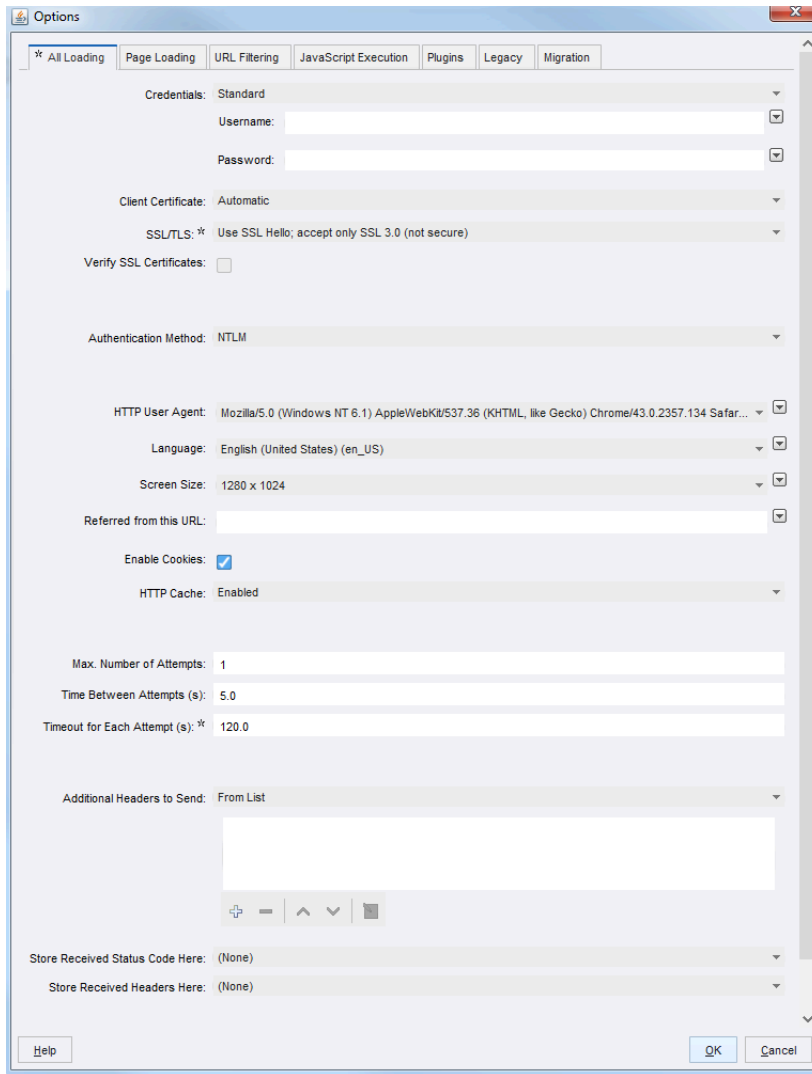 Options
* All Loading Page Loading URL Filtering JavaScript Execution Plugins Legacy Migration
Credentials: Standard
Username:
Password:
Client Certificate: Automatic
SSL/TLS: * Use SSL Hello; accept only SSL 3.0 (not secure)
Verify SSL Certificates:
Authentication Method: NTLM
HTTP User Agent: Mozilla/5.0 (Windows NT 6.1) AppleWebKit/537.36 (KHTML, like Gecko) Chrome/43.0.2357.134 Safar...
Language: English (United States) (en_US)
Screen Size: 1280 x 1024
Referred from this URL:
Enable Cookies:
HTTP Cache: Enabled
Max. Number of Attempts: 1
Time Between Attempts (s): 5.0
Timeout for Each Attempt (s): * 120.0
Additional Headers to Send: From List
Store Received Status Code Here: (None)
Store Received Headers Here: (None)
Help OK Cancel